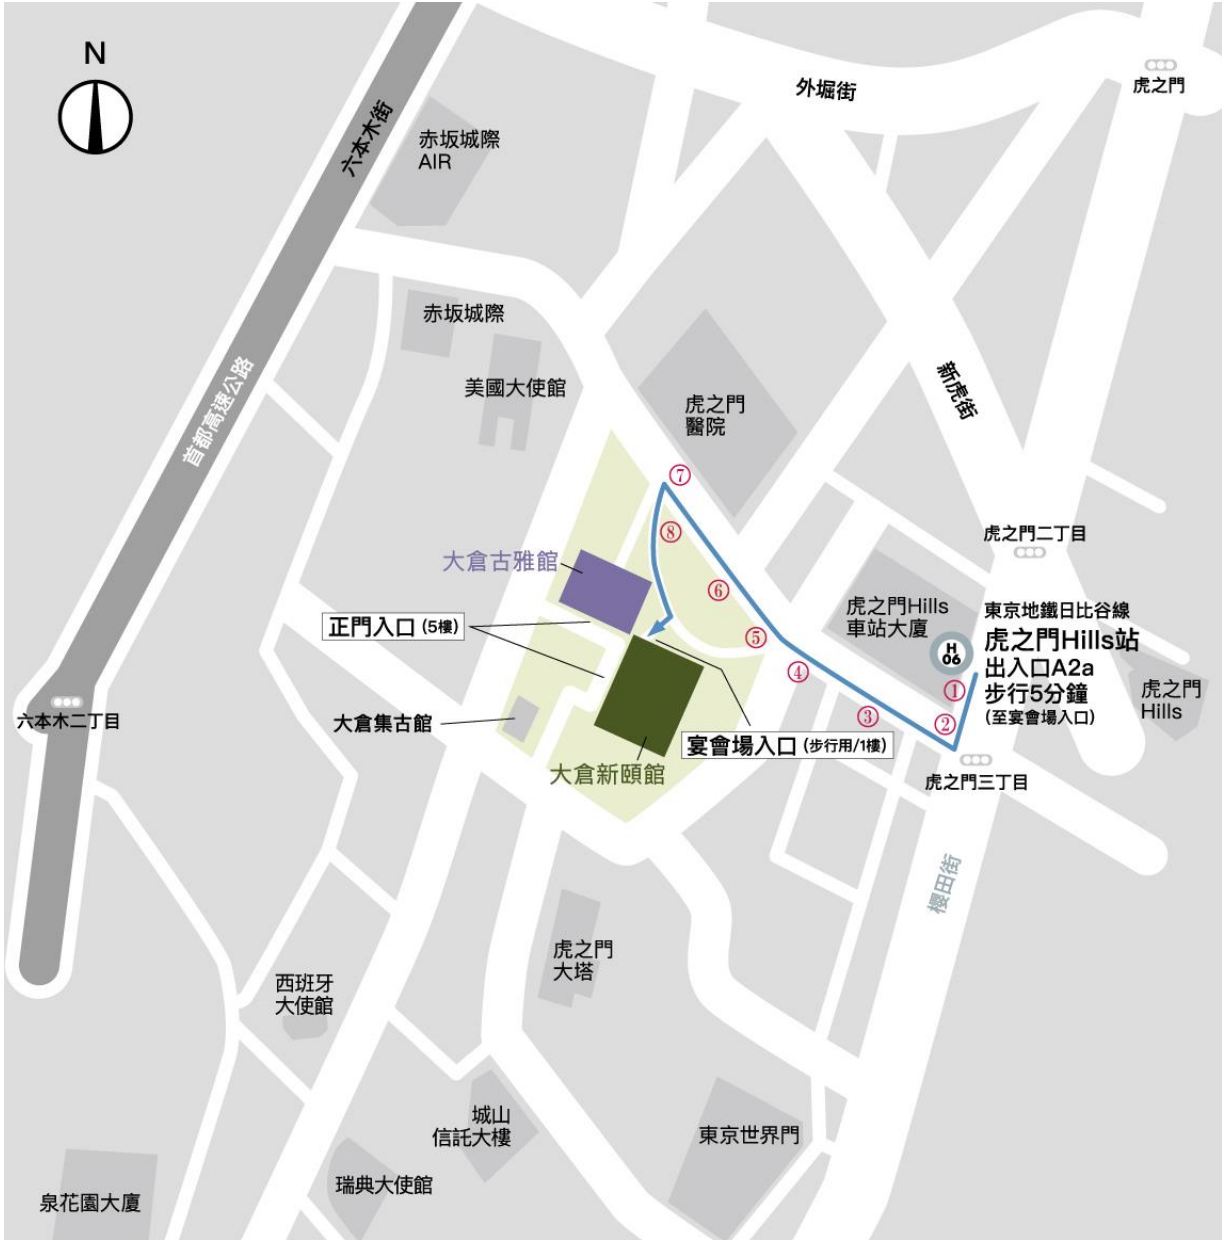 N
外堀街
虎之門
六本木街
赤坂城際
AIR
赤坂城際
美國大使館
首都高速公路
虎之門
醫院
新虎街
⑦
⑧
虎之門二丁目
大倉古雅館
⑥
虎之門Hills
車站大廈
東京地鐵日比谷線
虎之門Hills站
出入口A2a
步行5分鐘
(至宴會場入口)
H
06
正門入口 (5樓)
⑤
④
①
③
②
虎之門
Hills
六本木二丁目
大倉集古館
宴會場入口 (步行用/1樓)
大倉新頤館
虎之門三丁目
櫻田街
虎之門
大塔
西班牙
大使館
城山
信託大樓
東京世界門
瑞典大使館
泉花園大廈